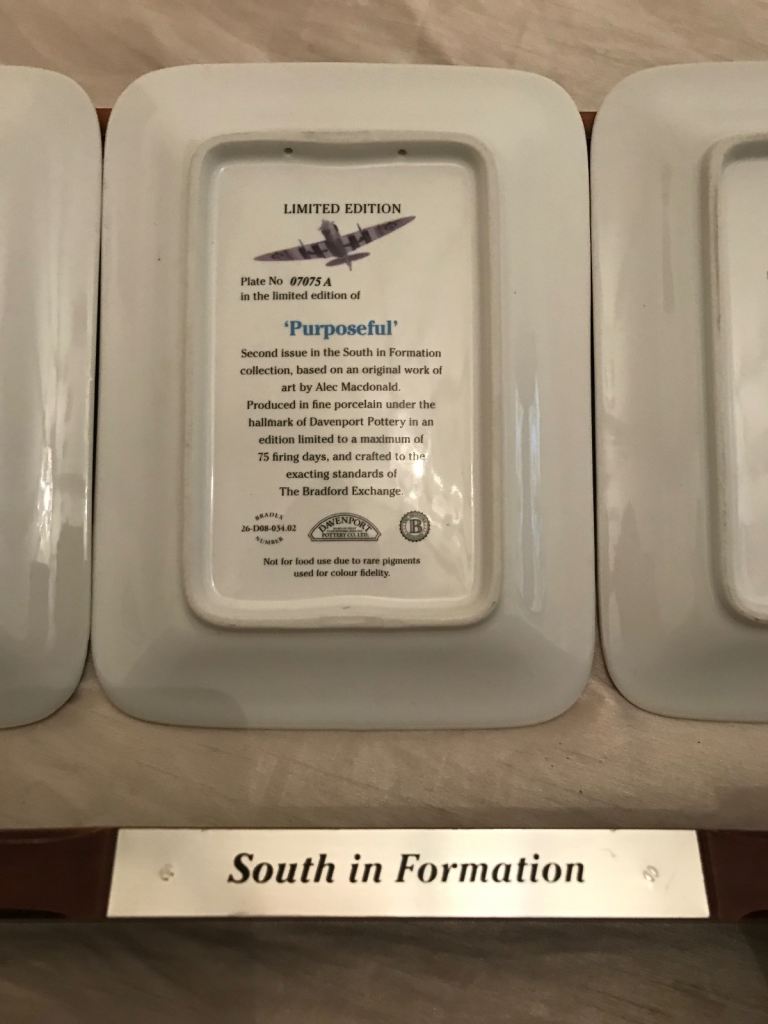 LIMITED EDITION
Plate No 07075 A
in the limited edition of
‘Purposeful’
Second issue in the South in Formation
collection, based on an original work of
art by Alec Macdonald.
Produced in fine porcelain under the
hallmark of Davenport Pottery in an
edition limited to a maximum of
75 firing days, and crafted to the
exacting standards of
The Bradford Exchange.
BRADEX
26-D08-034.02
NUMBER
DAVENPORT
POTTERY CO. LTD.
B
Not for food use due to rare pigments
used for colour fidelity.
South in Formation